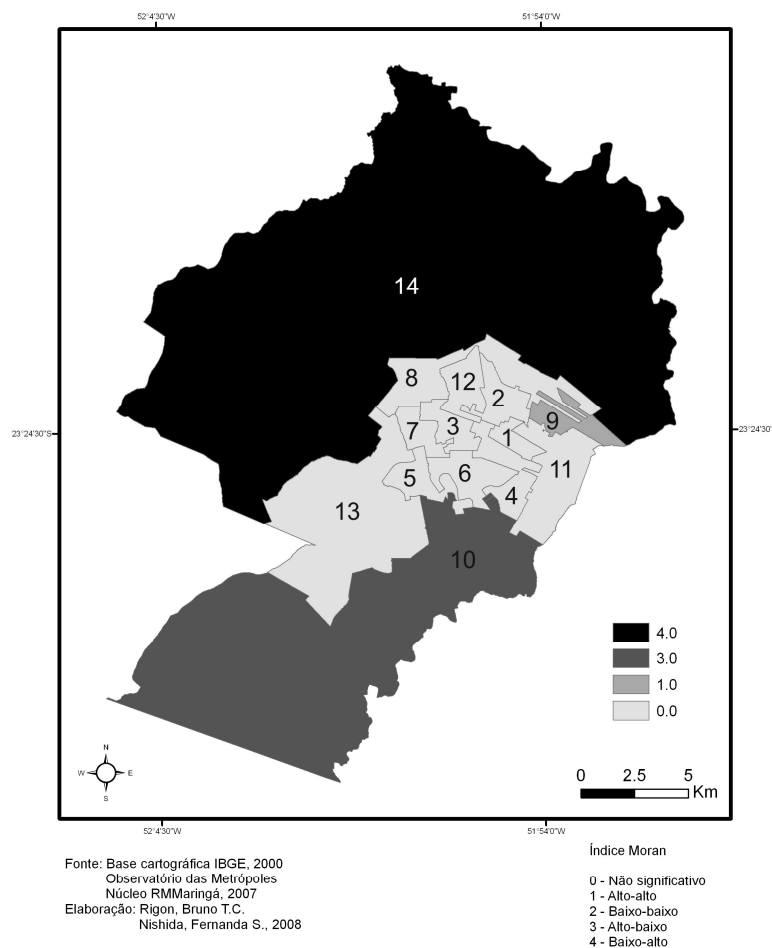 52°4'30"W 51°54'0"W
14
8
12
2
9
23°24'30"S
23°24'30"
7
3
1
11
5
6
4
13
10
4.0
3.0
1.0
0.0
N
W E
S
0 2.5 5
Km
52°4'30"W 51°54'0"W
Fonte: Base cartográfica IBGE, 2000
Observatório das Metrópoles
Núcleo RMMaringá, 2007
Elaboração: Rigon, Bruno T.C.
Nishida, Fernanda S., 2008
Índice Moran
0 - Não significativo
1 - Alto-alto
2 - Baixo-baixo
3 - Alto-baixo
4 - Baixo-alto